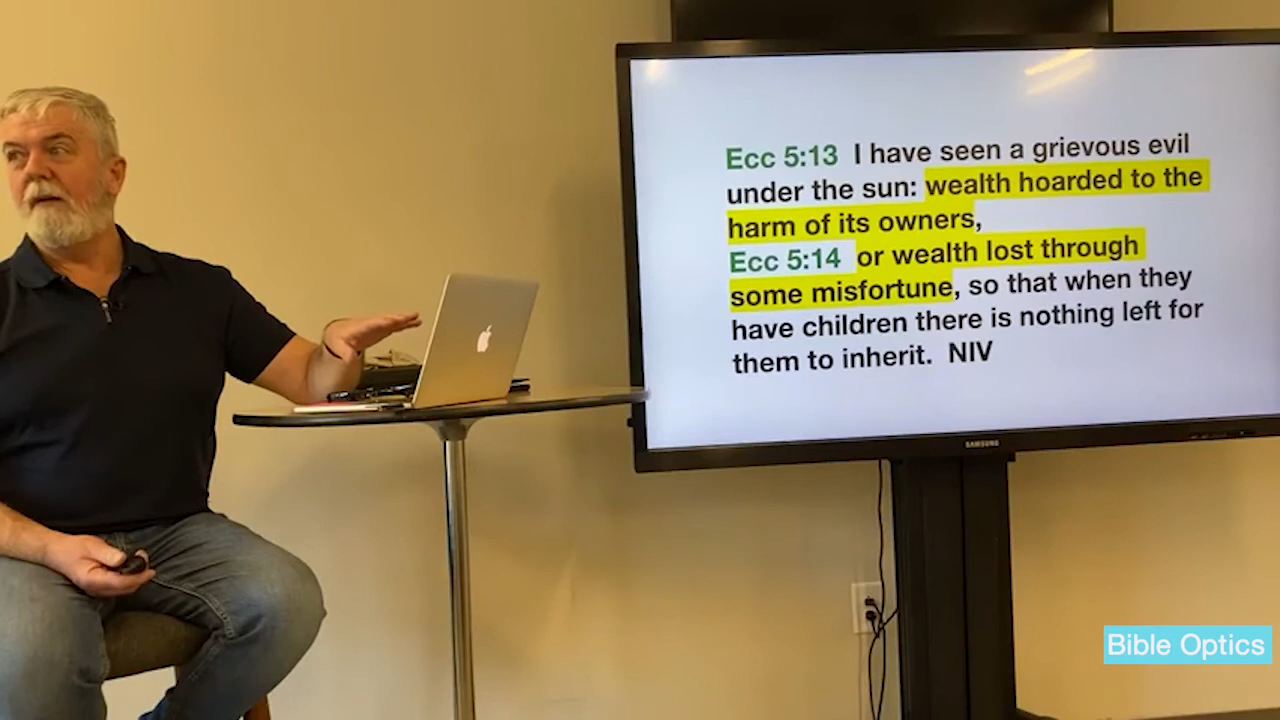 Ecc 5:13 I have seen a grievous evil
under the sun: wealth hoarded to the
harm of its owners,
Ecc 5:14 or wealth lost through
some misfortune, so that when they
have children there is nothing left for
them to inherit. NIV
SAMSUNG
Bible Optics